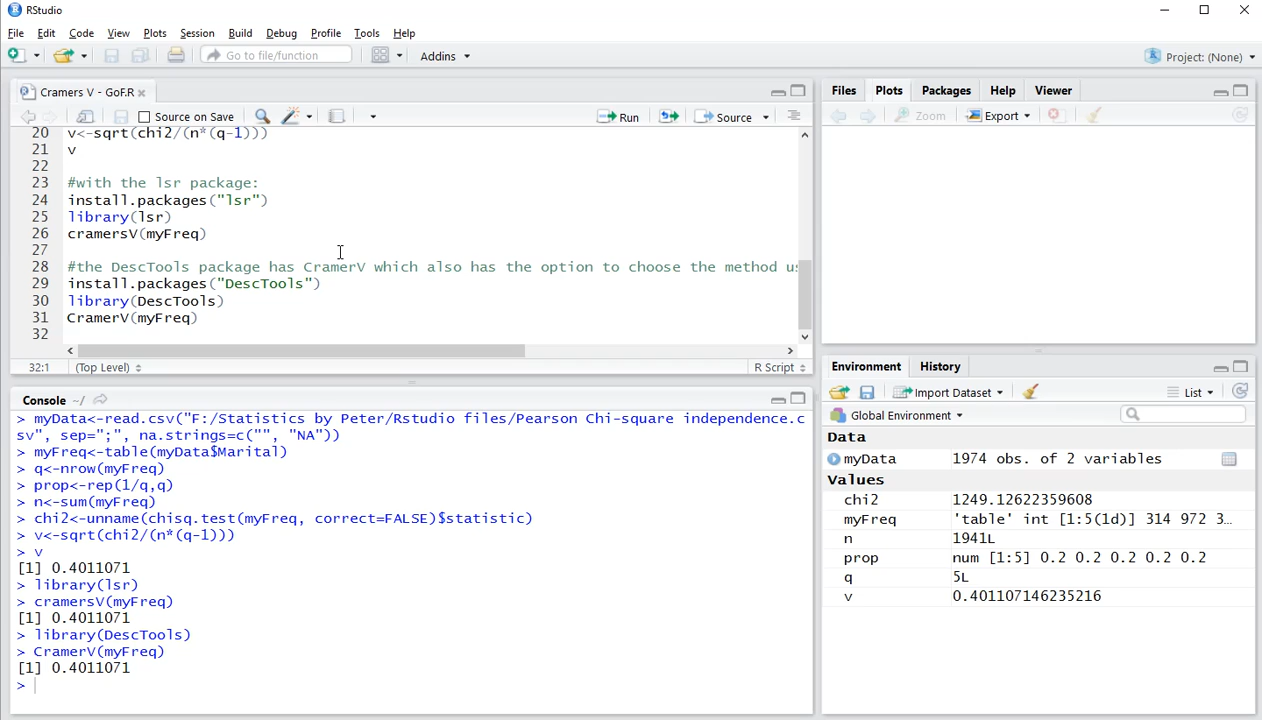 RStudio
File Edit Code View Plots Session Build Debug Profile Tools Help
Go to file/function
Addins
Project: (None)
Cramers V - GoF.R
Source on Save
Run
Source
20 v<-sqrt(chi2/(n*(q-1)))
21 v
22
23 #with the lsr package:
24 install.packages("lsr")
25 library(lsr)
26 cramersV(myFreq)
27
28 #the DescTools package has CramerV which also has the option to choose the method u
29 install.packages("DescTools")
30 library(DescTools)
31 CramerV(myFreq)
32
32:1 (Top Level) R Script
Console ~/
> myData<-read.csv("F:/Statistics by Peter/Rstudio files/Pearson Chi-square independence.c
sv", sep=";", na.strings=c("", "NA"))
> myFreq<-table(myData$Marital)
> q<-nrow(myFreq)
> prop<-rep(1/q,q)
> n<-sum(myFreq)
> chi2<-unname(chisq.test(myFreq, correct=FALSE)$statistic)
> v<-sqrt(chi2/(n*(q-1)))
> v
[1] 0.4011071
> library(lsr)
> cramersV(myFreq)
[1] 0.4011071
> library(DescTools)
> CramerV(myFreq)
[1] 0.4011071
>
Files Plots Packages Help Viewer
Zoom Export
Environment History
Import Dataset List
Global Environment
Data
myData 1974 obs. of 2 variables
Values
chi2 1249.12622359608
myFreq 'table' int [1:5(1d)] 314 972 3…
n 1941L
prop num [1:5] 0.2 0.2 0.2 0.2 0.2
q 5L
v 0.401107146235216